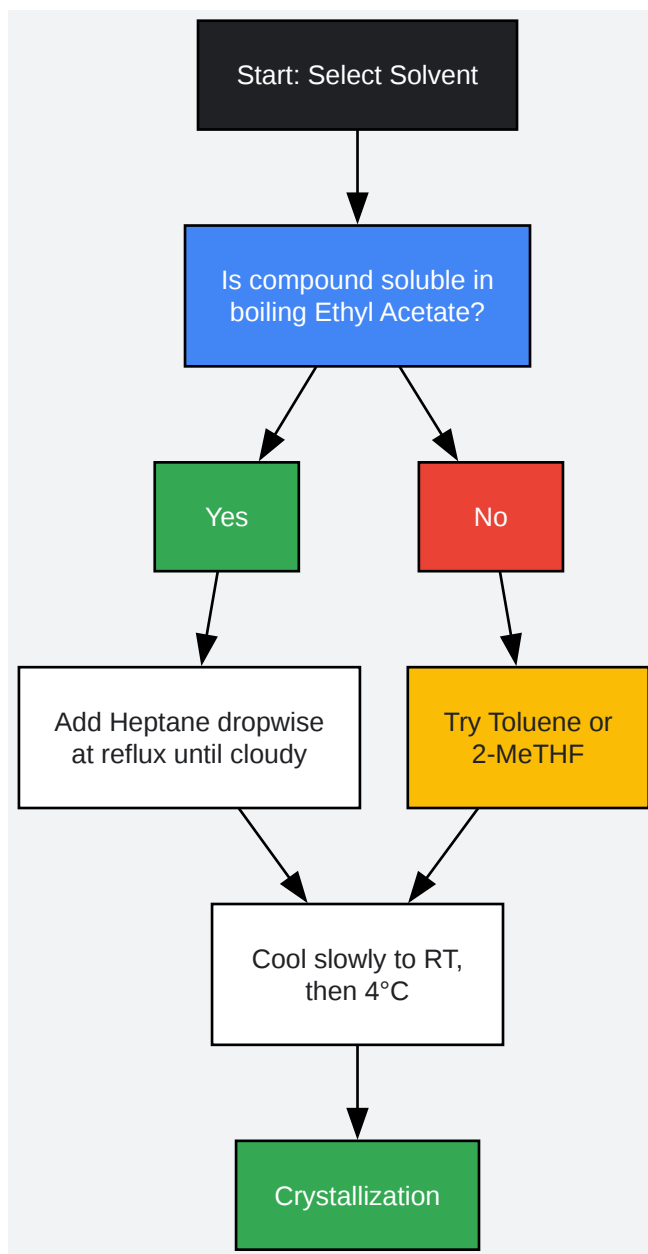 Start: Select Solvent
Is compound soluble in
boiling Ethyl Acetate?
Yes
No
Add Heptane dropwise
at reflux until cloudy
Try Toluene or
2-MeTHF
Cool slowly to RT,
then 4°C
Crystallization